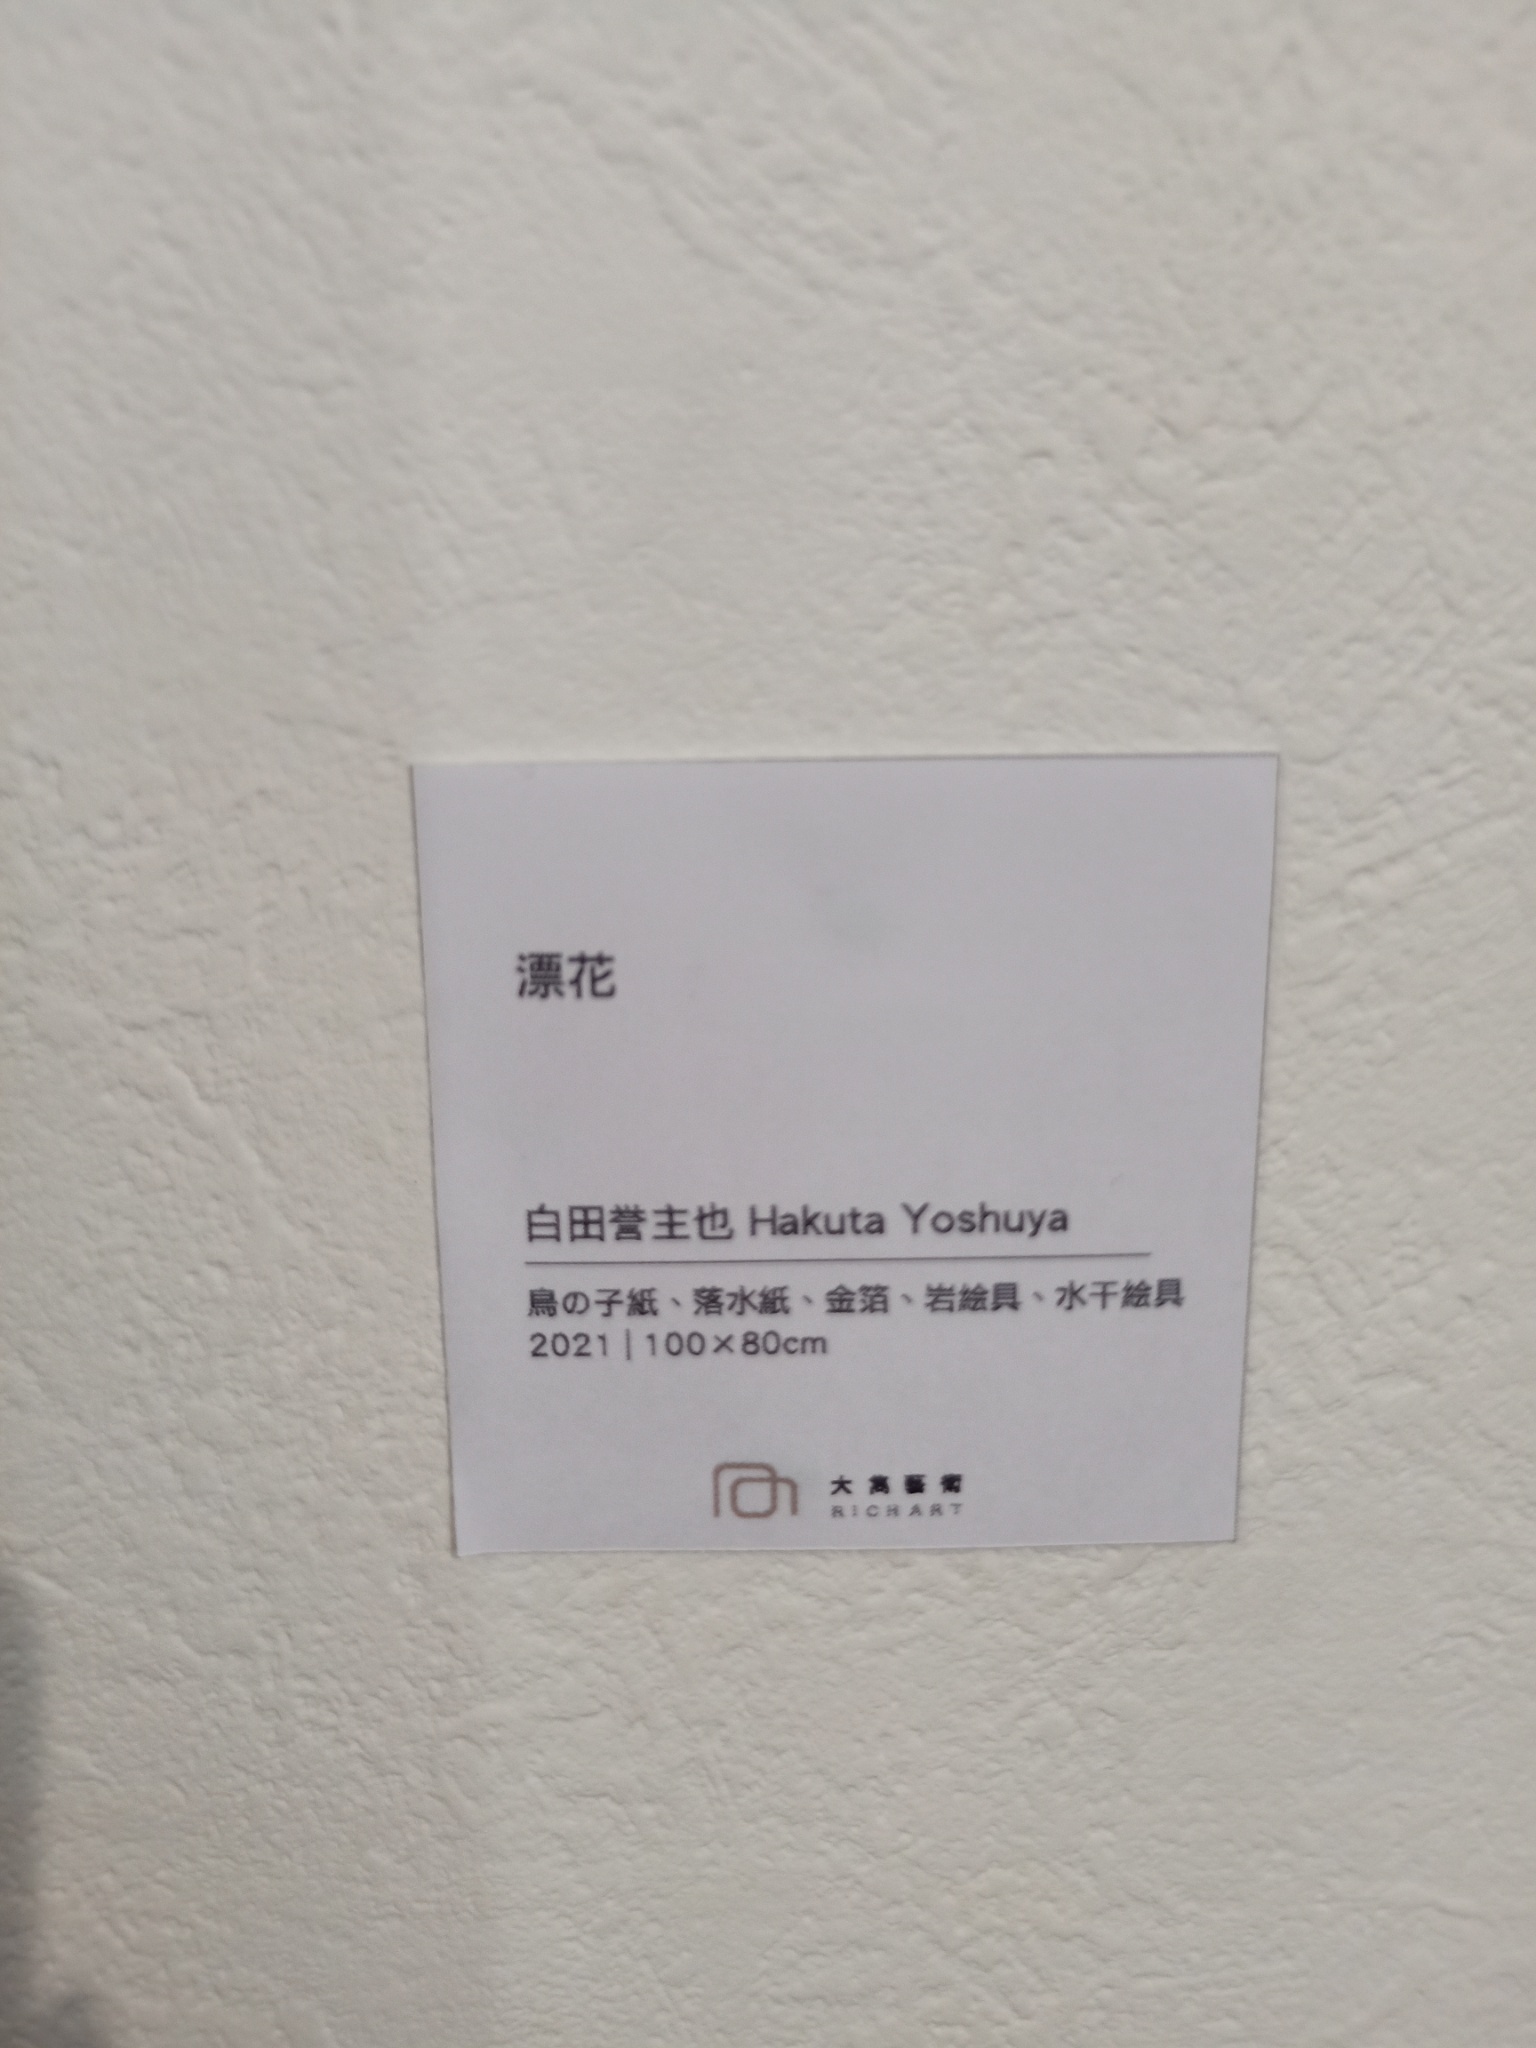 漂花
白田誉主也 Hakuta Yoshuya
鳥の子紙、落水紙、金箔、岩絵具、水干絵具
2021 | 100×80cm
大雋藝術
RICHART